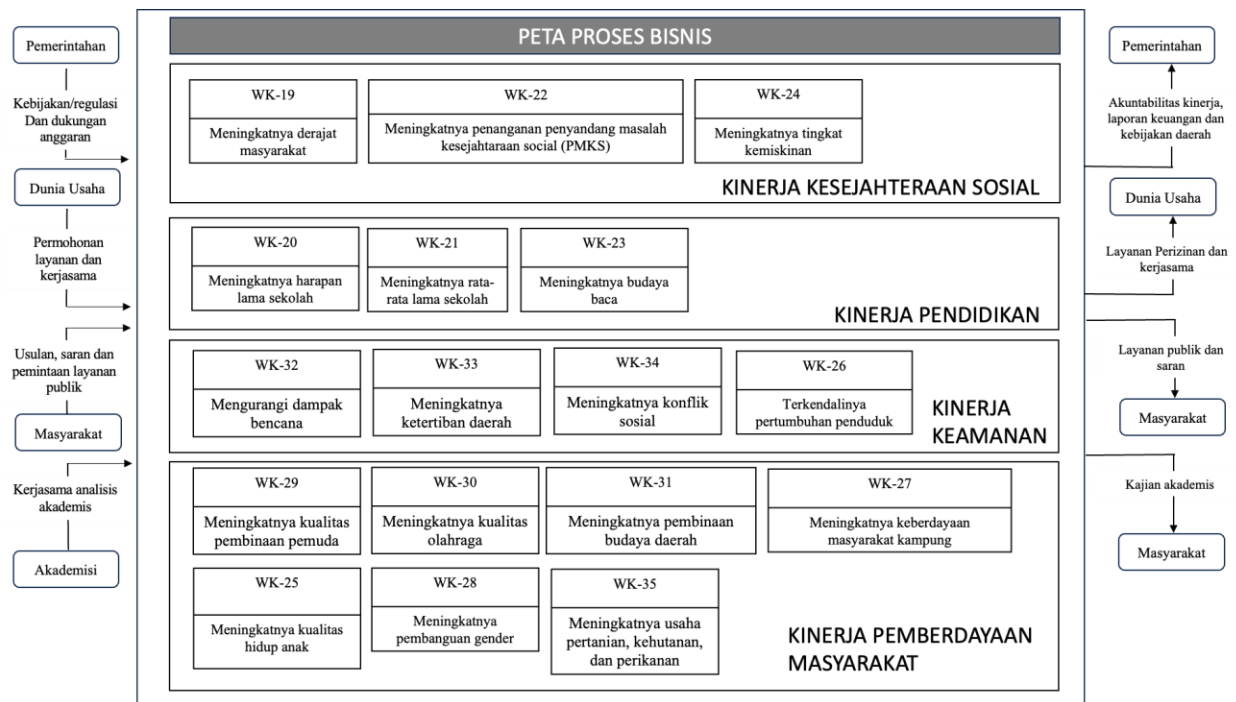 PETA PROSES BISNIS
Pemerintahan
Kebijakan/regulasi
Dan dukungan
anggaran
Dunia Usaha
Permohonan
layanan dan
kerjasama
Usulan, saran dan
pemintaan layanan
publik
Masyarakat
Kerjasama analisis
akademis
Akademisi
WK-19
Meningkatnya derajat
masyarakat
WK-22
Meningkatnya penanganan penyandang masalah
kesejahtaraan social (PMKS)
WK-24
Meningkatnya tingkat
kemiskinan
KINERJA KESEJAHTERAAN SOSIAL
WK-20
Meningkatnya harapan
lama sekolah
WK-21
Meningkatnya rata-
rata lama sekolah
WK-23
Meningkatnya budaya
baca
KINERJA PENDIDIKAN
WK-32
Mengurangi dampak
bencana
WK-33
Meningkatnya
ketertiban daerah
WK-34
Meningkatnya konflik
sosial
WK-26
Terkendalinya
pertumbuhan penduduk
KINERJA
KEAMANAN
WK-29
Meningkatnya kualitas
pembinaan pemuda
WK-30
Meningkatnya kualitas
olahraga
WK-31
Meningkatnya pembinaan
budaya daerah
WK-27
Meningkatnya keberdayaan
masyarakat kampung
WK-25
Meningkatnya kualitas
hidup anak
WK-28
Meningkatnya
pembanguan gender
WK-35
Meningkatnya usaha
pertanian, kehutanan,
dan perikanan
KINERJA PEMBERDAYAAN
MASYARAKAT
Pemerintahan
Akuntabilitas kinerja,
laporan keuangan dan
kebijakan daerah
Dunia Usaha
Layanan Perizinan dan
kerjasama
Layanan publik dan
saran
Masyarakat
Kajian akademis
Masyarakat